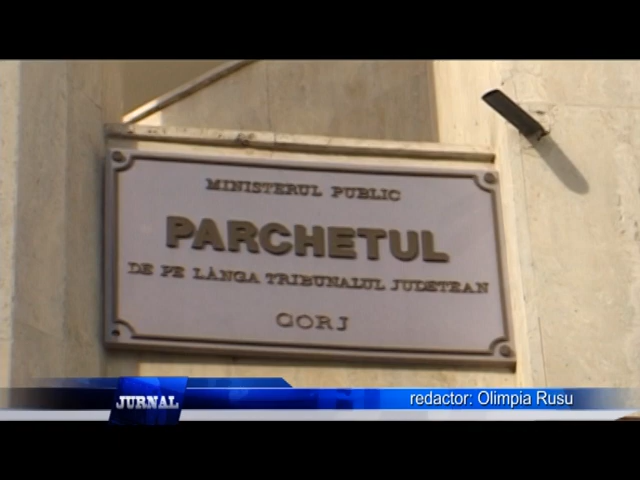 MINISTERUL PUBLIC
PARCHETUL
DE PE LÂNGA TRIBUNALUL JUDETEAN
GORJ
redactor: Olimpia Rusu
JURNAL